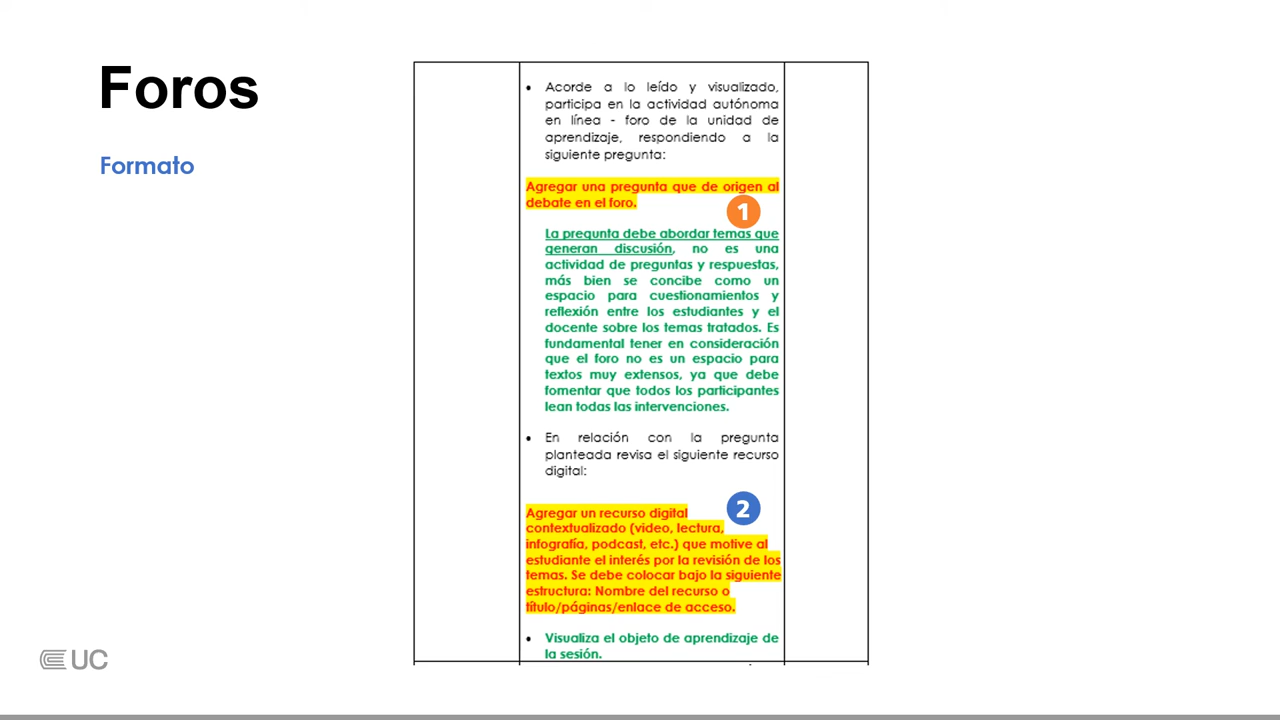 Foros
Formato
• Acorde a lo leído y visualizado,
participa en la actividad autónoma
en línea - foro de la unidad de
aprendizaje, respondiendo a la
siguiente pregunta:
Agregar una pregunta que de origen al
debate en el foro.
1
La pregunta debe abordar temas que
generan discusión, no es una
actividad de preguntas y respuestas,
más bien se concibe como un
espacio para cuestionamientos y
reflexión entre los estudiantes y el
docente sobre los temas tratados. Es
fundamental tener en consideración
que el foro no es un espacio para
textos muy extensos, ya que debe
fomentar que todos los participantes
lean todas las intervenciones.
• En relación con la pregunta
planteada revisa el siguiente recurso
digital:
2
Agregar un recurso digital
contextualizado (video, lectura,
infografía, podcast, etc.) que motive al
estudiante el interés por la revisión de los
temas. Se debe colocar bajo la siguiente
estructura: Nombre del recurso o
título/páginas/enlace de acceso.
• Visualiza el objeto de aprendizaje de
la sesión.
UC